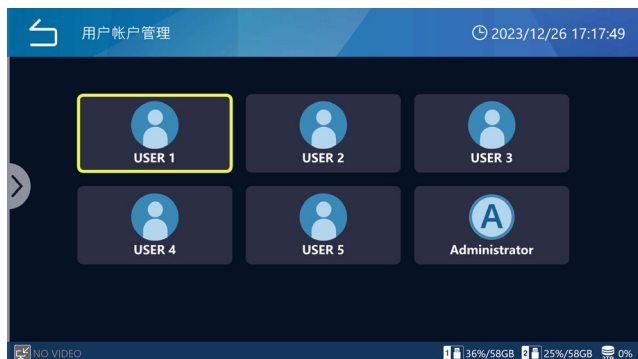 用户帐户管理
2023/12/26 17:17:49
USER 1
USER 2
USER 3
USER 4
USER 5
A
Administrator
NO VIDEO
1 36%/58GB 2 25%/58GB 3TB 0%